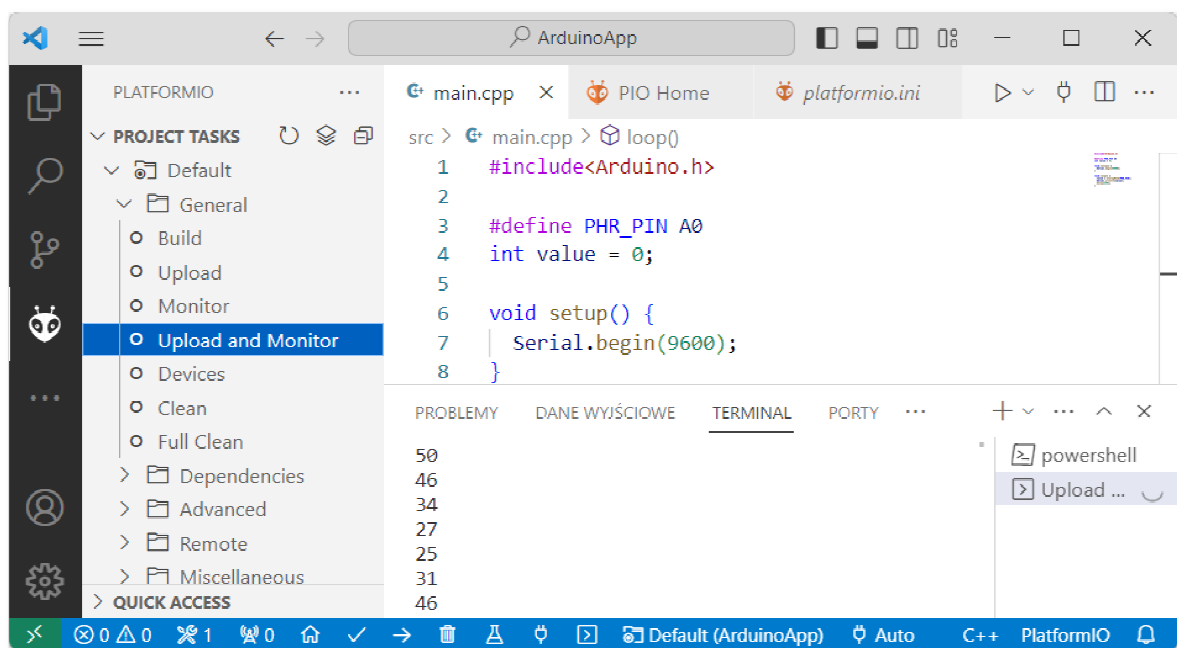 ArduinoApp
PLATFORMIO
PROJECT TASKS
Default
General
Build
Upload
Monitor
Upload and Monitor
Devices
Clean
Full Clean
Dependencies
Advanced
Remote
Miscellaneous
QUICK ACCESS
main.cpp
PIO Home
platformio.ini
src > main.cpp > loop()
1 #include<Arduino.h>
2
3 #define PHR_PIN A0
4 int value = 0;
5
6 void setup() {
7 Serial.begin(9600);
8 }
PROBLEMY DANE WYJŚCIOWE TERMINAL PORTY
50
46
34
27
25
31
46
powershell
Upload ...
0 0 1 0 Default (ArduinoApp) Auto C++ PlatformIO